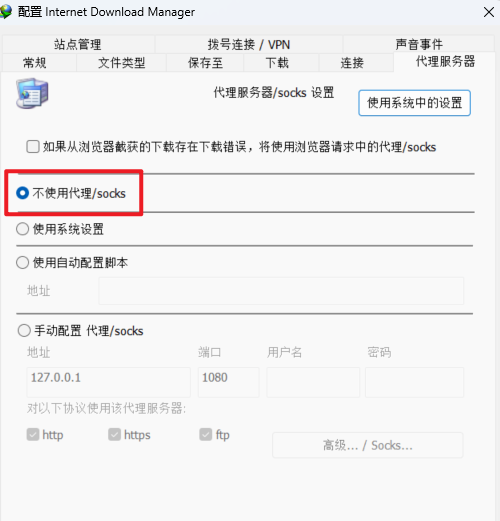 配置 Internet Download Manager
站点管理 拨号连接 / VPN 声音事件
常规 文件类型 保存至 下载 连接 代理服务器
代理服务器/socks 设置 使用系统中的设置
如果从浏览器截获的下载存在下载错误，将使用浏览器请求中的代理/socks
不使用代理/socks
使用系统设置
使用自动配置脚本
地址
手动配置 代理/socks
地址 端口 用户名 密码
127.0.0.1 1080
对以下协议使用该代理服务器:
http https ftp
高级... / Socks...